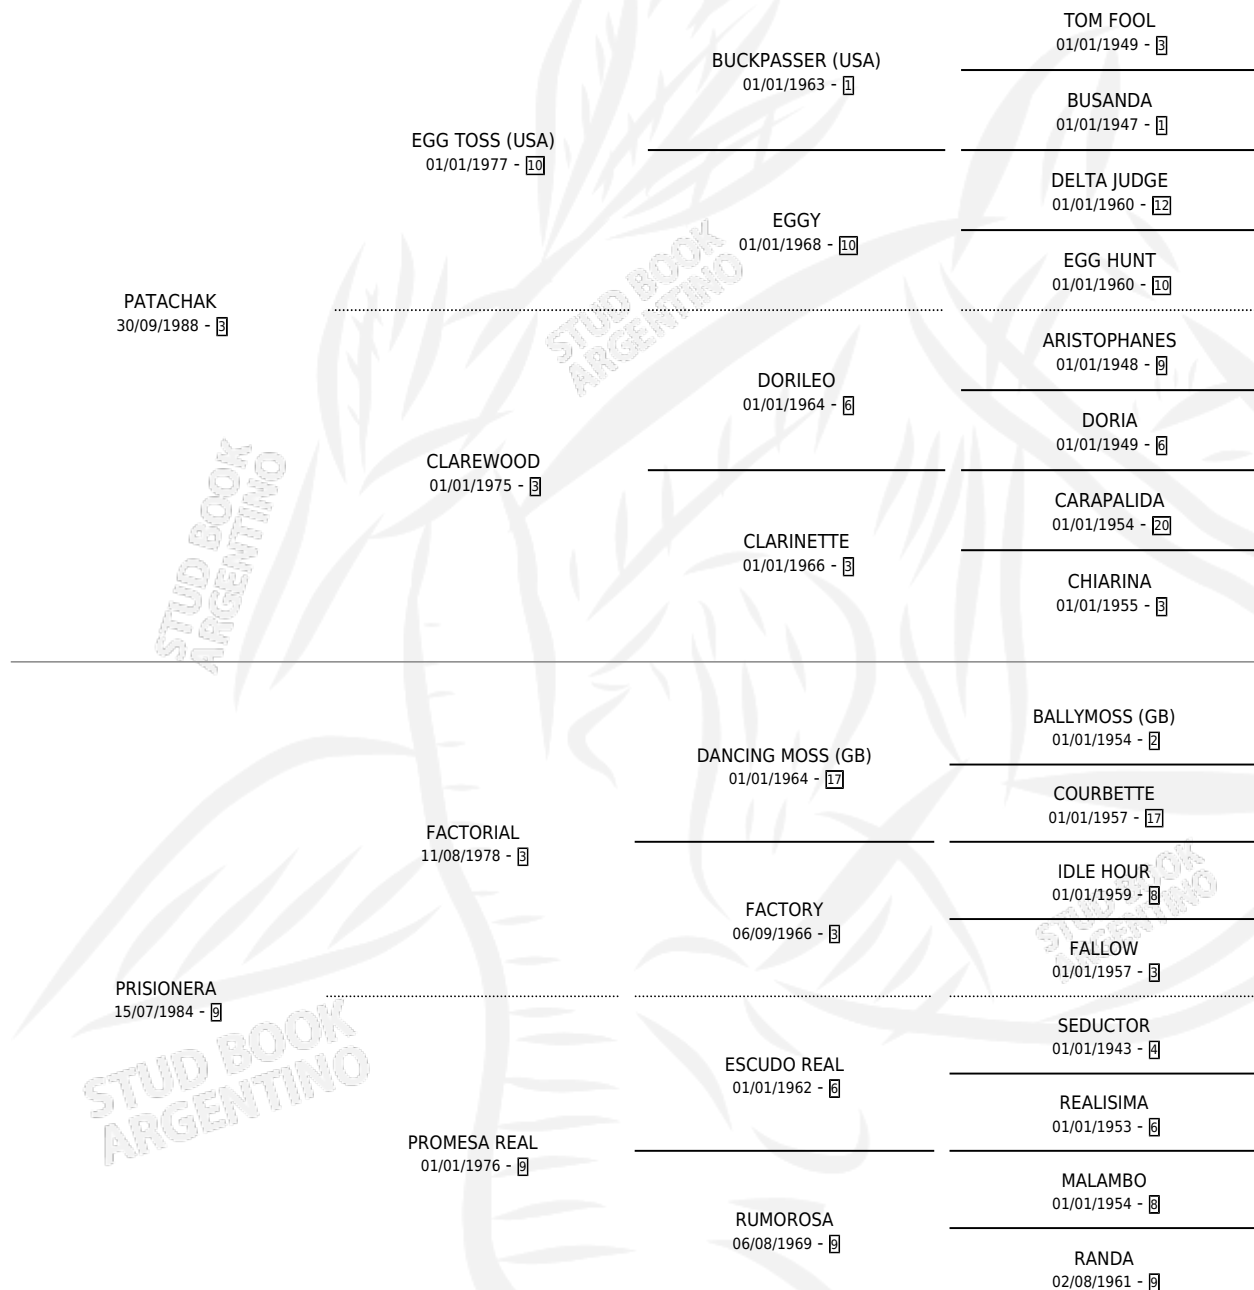 TOM FOOL
01/01/1949 - 3
BUCKPASSER (USA)
01/01/1963 - 1
BUSANDA
01/01/1947 - 1
EGG TOSS (USA)
01/01/1977 - 10
DELTA JUDGE
01/01/1960 - 12
EGGY
01/01/1968 - 10
EGG HUNT
01/01/1960 - 10
PATACHAK
30/09/1988 - 3
ARISTOPHANES
01/01/1948 - 9
DORILEO
01/01/1964 - 6
DORIA
01/01/1949 - 6
CLAREWOOD
01/01/1975 - 3
CARAPALIDA
01/01/1954 - 20
CLARINETTE
01/01/1966 - 3
CHIARINA
01/01/1955 - 3
BALLYMOSS (GB)
01/01/1954 - 2
DANCING MOSS (GB)
01/01/1964 - 17
COURBETTE
01/01/1957 - 17
FACTORIAL
11/08/1978 - 3
IDLE HOUR
01/01/1959 - 8
FACTORY
06/09/1966 - 3
FALLOW
01/01/1957 - 3
PRISIONERA
15/07/1984 - 9
SEDUCTOR
01/01/1943 - 4
ESCUDO REAL
01/01/1962 - 6
REALISIMA
01/01/1953 - 6
PROMESA REAL
01/01/1976 - 9
MALAMBO
01/01/1954 - 8
RUMOROSA
06/08/1969 - 9
RANDA
02/08/1961 - 9
STUD BOOK
ARGENTINO
STUD BOOK
ARGENTINO
STUD BOOK
ARGENTINO
STUD BOOK
ARGENTINO